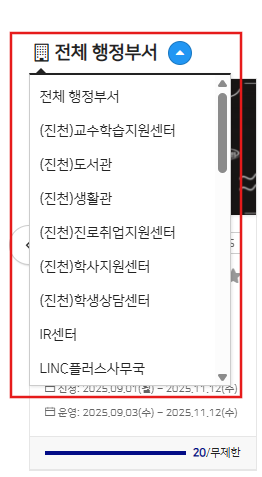 전체 행정부서
전체 행정부서
(진천)교수학습지원센터
(진천)도서관
(진천)생활관
(진천)진로취업지원센터
(진천)학사지원센터
(진천)학생상담센터
IR센터
LINC플러스사무국
신청: 2025.09.01(월) ~ 2025.11.12(수)
운영: 2025.09.03(수) ~ 2025.11.12(수)
20/무제한